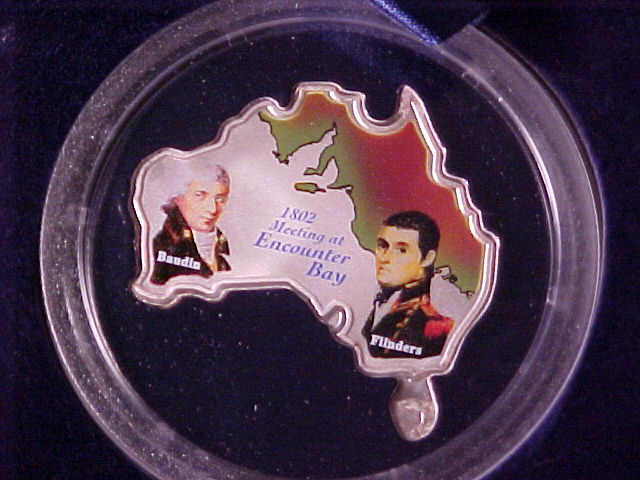 1802
Meeting at
Encounter
Bay
Baudin
Flinders